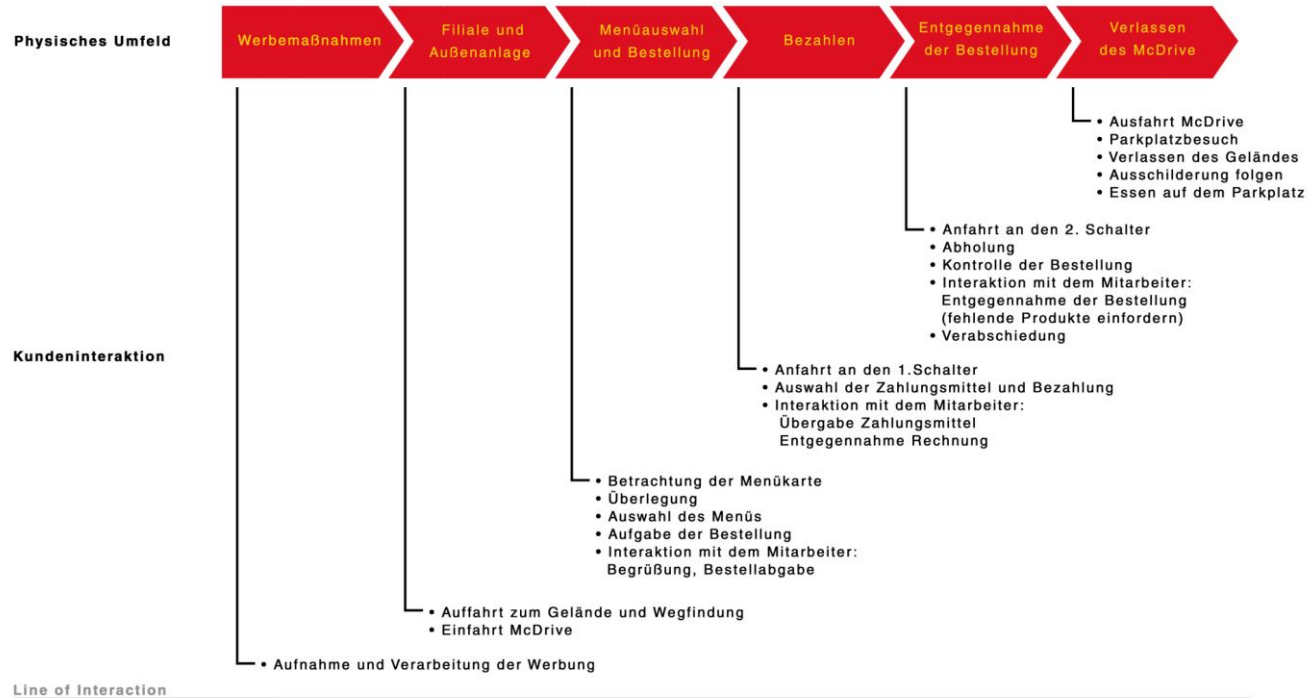 Physisches Umfeld
Werbemaßnahmen
Filiale und
Außenanlage
Menüauswahl
und Bestellung
Bezahlen
Entgegennahme
der Bestellung
Verlassen
des McDrive
• Ausfahrt McDrive
• Parkplatzbesuch
• Verlassen des Geländes
• Ausschilderung folgen
• Essen auf dem Parkplatz
• Anfahrt an den 2. Schalter
• Abholung
• Kontrolle der Bestellung
• Interaktion mit dem Mitarbeiter:
Entgegennahme der Bestellung
(fehlende Produkte einfordern)
• Verabschiedung
Kundeninteraktion
• Anfahrt an den 1.Schalter
• Auswahl der Zahlungsmittel und Bezahlung
• Interaktion mit dem Mitarbeiter:
Übergabe Zahlungsmittel
Entgegennahme Rechnung
• Betrachtung der Menükarte
• Überlegung
• Auswahl des Menüs
• Aufgabe der Bestellung
• Interaktion mit dem Mitarbeiter:
Begrüßung, Bestellabgabe
• Auffahrt zum Gelände und Wegfindung
• Einfahrt McDrive
• Aufnahme und Verarbeitung der Werbung
Line of Interaction